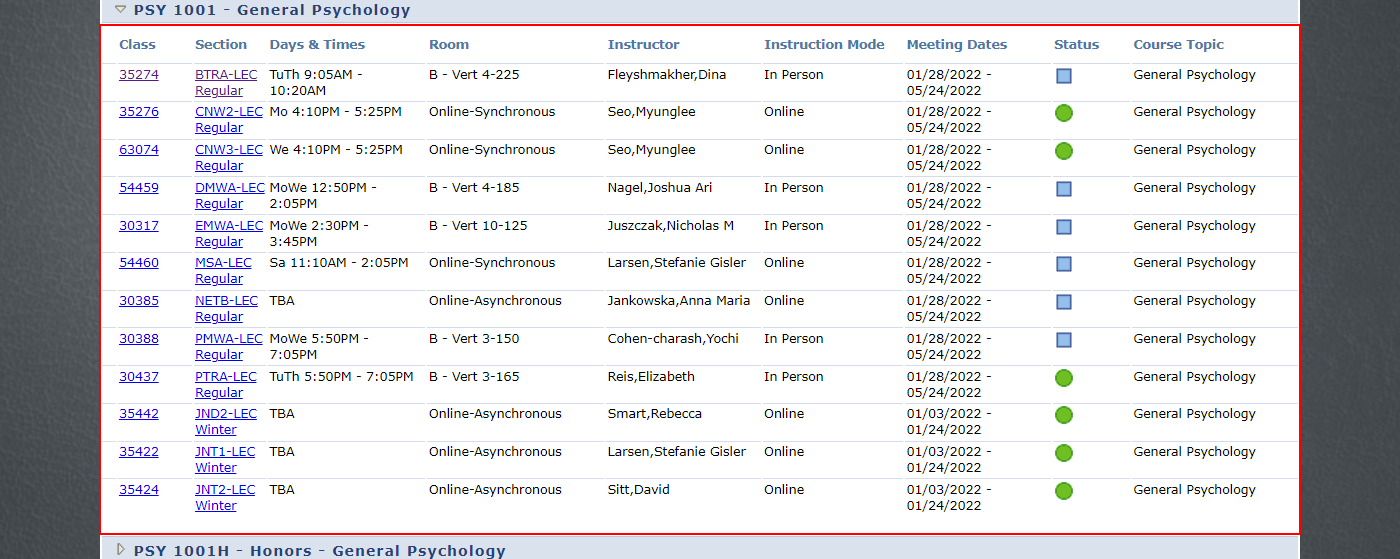 PSY 1001 - General Psychology
Class Section Days & Times Room Instructor Instruction Mode Meeting Dates Status Course Topic
35274 BTRA-LEC TuTh 9:05AM - B - Vert 4-225 Fleyshmakher,Dina In Person 01/28/2022 - General Psychology
Regular 10:20AM 05/24/2022
35276 CNW2-LEC Mo 4:10PM - 5:25PM Online-Synchronous Seo,Myunglee Online 01/28/2022 - General Psychology
Regular 05/24/2022
63074 CNW3-LEC We 4:10PM - 5:25PM Online-Synchronous Seo,Myunglee Online 01/28/2022 - General Psychology
Regular 05/24/2022
54459 DMWA-LEC MoWe 12:50PM - B - Vert 4-185 Nagel,Joshua Ari In Person 01/28/2022 - General Psychology
Regular 2:05PM 05/24/2022
30317 EMWA-LEC MoWe 2:30PM - B - Vert 10-125 Juszczak,Nicholas M In Person 01/28/2022 - General Psychology
Regular 3:45PM 05/24/2022
54460 MSA-LEC Sa 11:10AM - 2:05PM Online-Synchronous Larsen,Stefanie Gisler Online 01/28/2022 - General Psychology
Regular 05/24/2022
30385 NETB-LEC TBA Online-Asynchronous Jankowska,Anna Maria Online 01/28/2022 - General Psychology
Regular 05/24/2022
30388 PMWA-LEC MoWe 5:50PM - B - Vert 3-150 Cohen-charash,Yochi In Person 01/28/2022 - General Psychology
Regular 7:05PM 05/24/2022
30437 PTRA-LEC TuTh 5:50PM - 7:05PM B - Vert 3-165 Reis,Elizabeth In Person 01/28/2022 - General Psychology
Regular 05/24/2022
35442 JND2-LEC TBA Online-Asynchronous Smart,Rebecca Online 01/03/2022 - General Psychology
Winter 01/24/2022
35422 JNT1-LEC TBA Online-Asynchronous Larsen,Stefanie Gisler Online 01/03/2022 - General Psychology
Winter 01/24/2022
35424 JNT2-LEC TBA Online-Asynchronous Sitt,David Online 01/03/2022 - General Psychology
Winter 01/24/2022
PSY 1001H - Honors - General Psychology